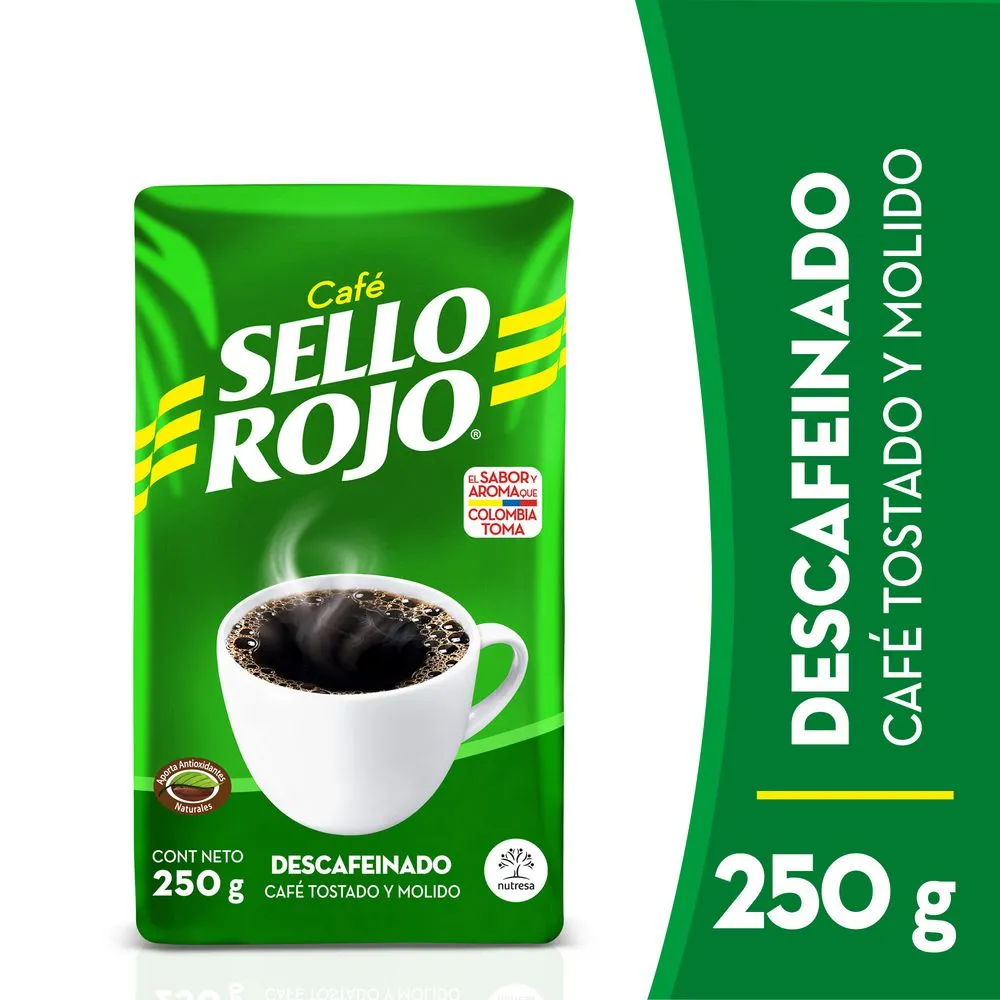 Café
SELLO
ROJO®
EL SABOR Y
AROMA QUE
COLOMBIA
TOMA
Aporta Antioxidantes
Naturales
CONT NETO
250 g
DESCAFEINADO
CAFÉ TOSTADO Y MOLIDO
nutresa
DESCAFEINADO
CAFÉ TOSTADO Y MOLIDO
250 g